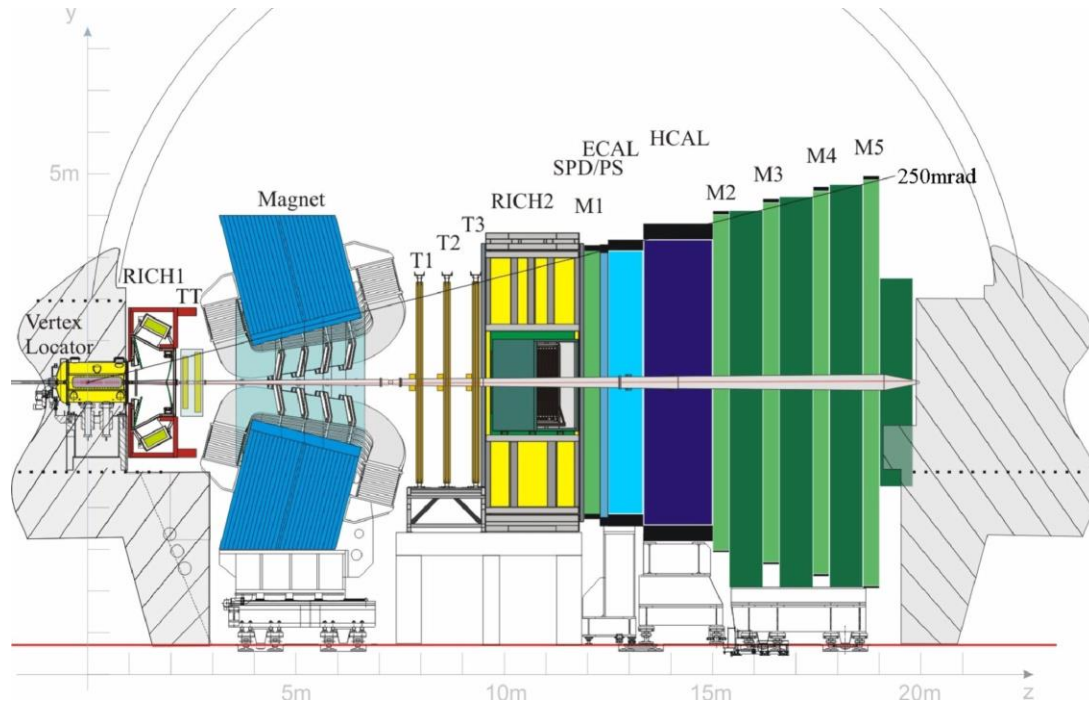 y
5m
Magnet
RICH1
TT
Vertex
Locator
T1
T2
T3
RICH2
M1
SPD/PS
ECAL
HCAL
M2
M3
M4
M5
250mrad
5m
10m
15m
20m
z